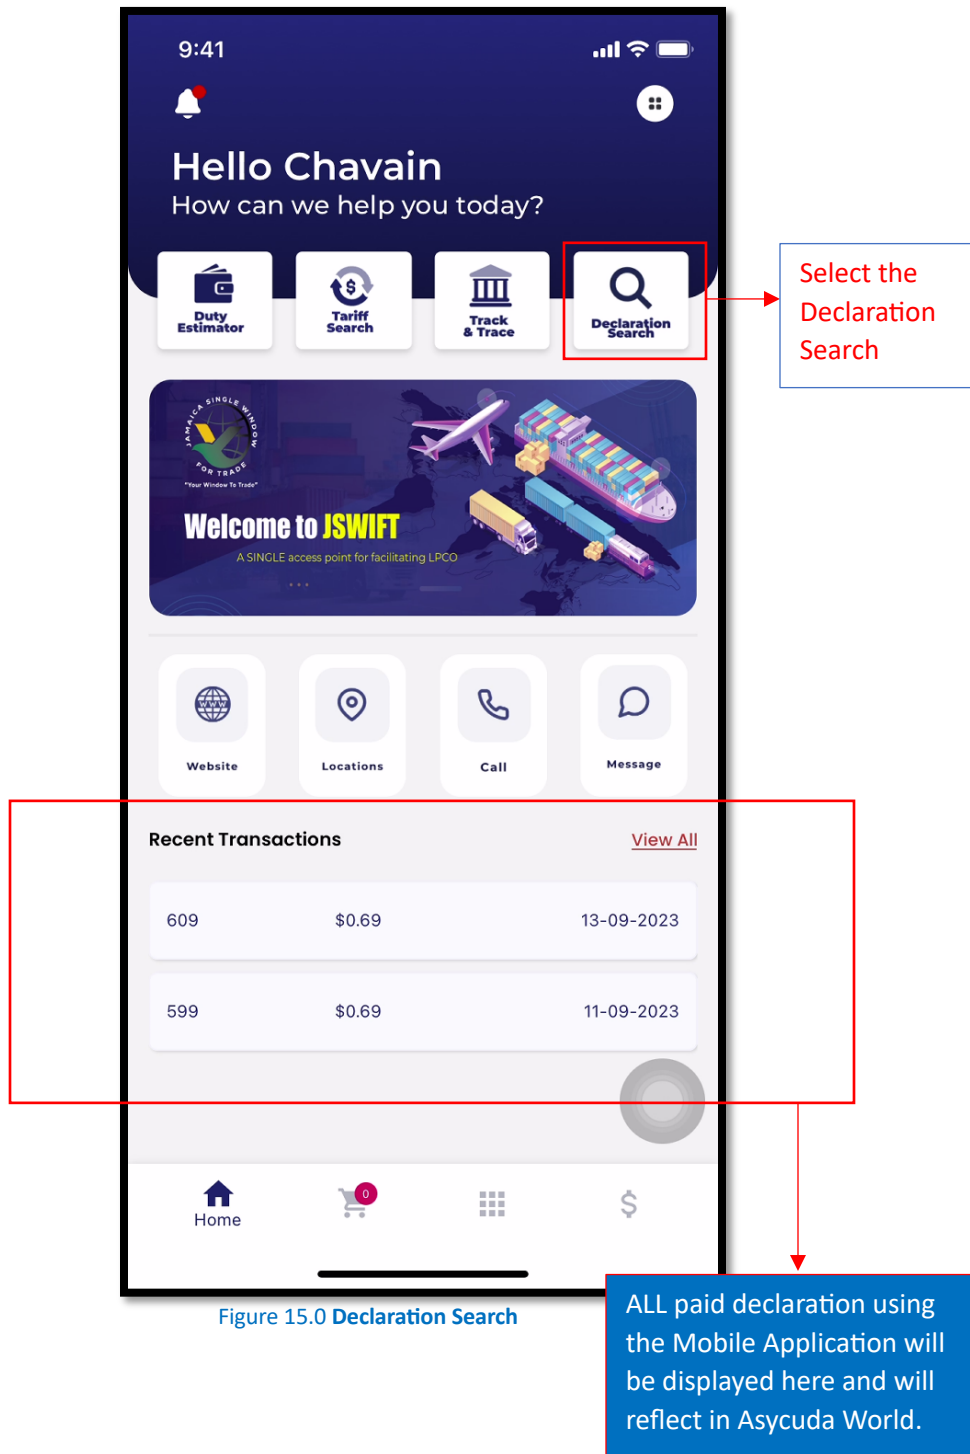 9:41
Hello Chavain
How can we help you today?
Duty
Estimator
Tariff
Search
Track
& Trace
Declaration
Search
Select the
Declaration
Search
JAMAICA SINGLE WINDOW
FOR TRADE
"Your Window To Trade"
Welcome to JSWIFT
A SINGLE access point for facilitating LPCO
WWW
Website
Locations
Call
Message
Recent Transactions
View All
609 $0.69 13-09-2023
599 $0.69 11-09-2023
0
Home
Figure 15.0 Declaration Search
ALL paid declaration using
the Mobile Application will
be displayed here and will
reflect in Asycuda World.